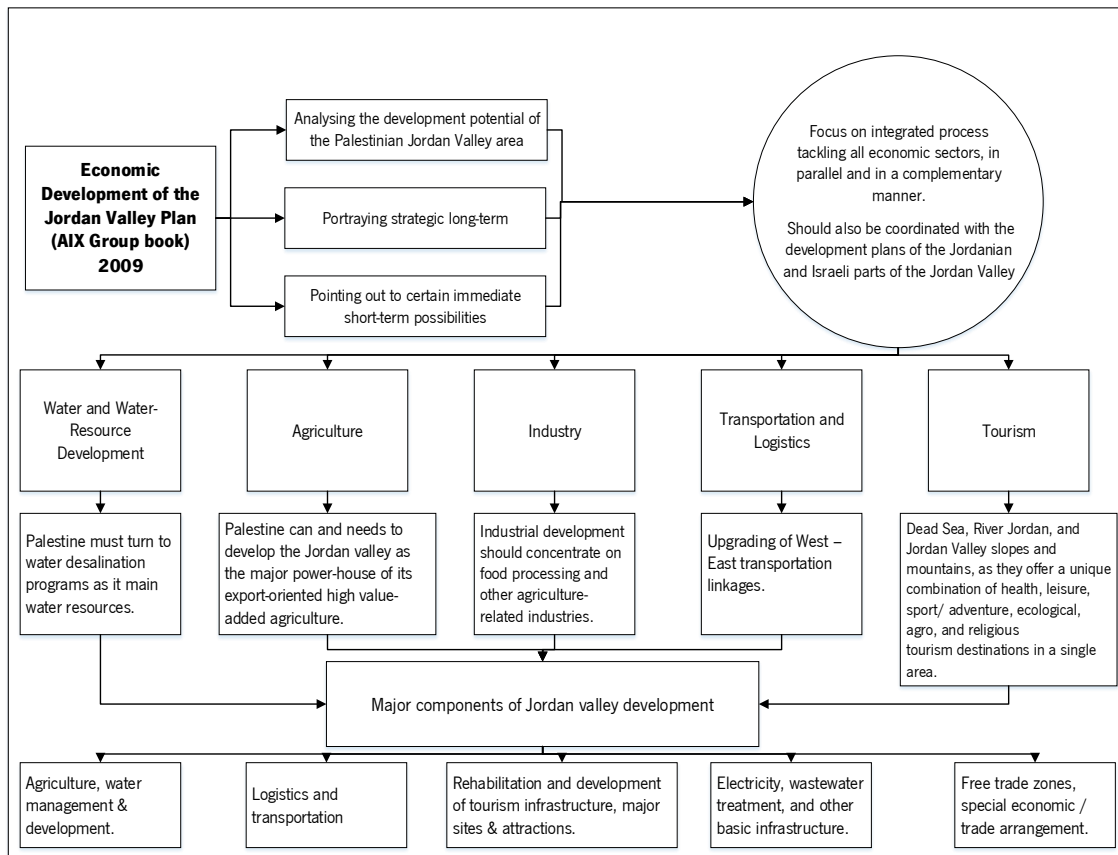 Economic
Development of the
Jordan Valley Plan
(AIX Group book)
2009
Analysing the development potential of
the Palestinian Jordan Valley area
Portraying strategic long-term
Pointing out to certain immediate
short-term possibilities
Focus on integrated process
tackling all economic sectors, in
parallel and in a complementary
manner.
Should also be coordinated with the
development plans of the Jordanian
and Israeli parts of the Jordan Valley
Water and Water-
Resource
Development
Agriculture
Industry
Transportation and
Logistics
Tourism
Palestine must turn to
water desalination
programs as it main
water resources.
Palestine can and needs to
develop the Jordan valley as
the major power-house of its
export-oriented high value-
added agriculture.
Industrial development
should concentrate on
food processing and
other agriculture-
related industries.
Upgrading of West –
East transportation
linkages.
Dead Sea, River Jordan, and
Jordan Valley slopes and
mountains, as they offer a unique
combination of health, leisure,
sport/ adventure, ecological,
agro, and religious
tourism destinations in a single
area.
Major components of Jordan valley development
Agriculture, water
management &
development.
Logistics and
transportation
Rehabilitation and development
of tourism infrastructure, major
sites & attractions.
Electricity, wastewater
treatment, and other
basic infrastructure.
Free trade zones,
special economic /
trade arrangement.